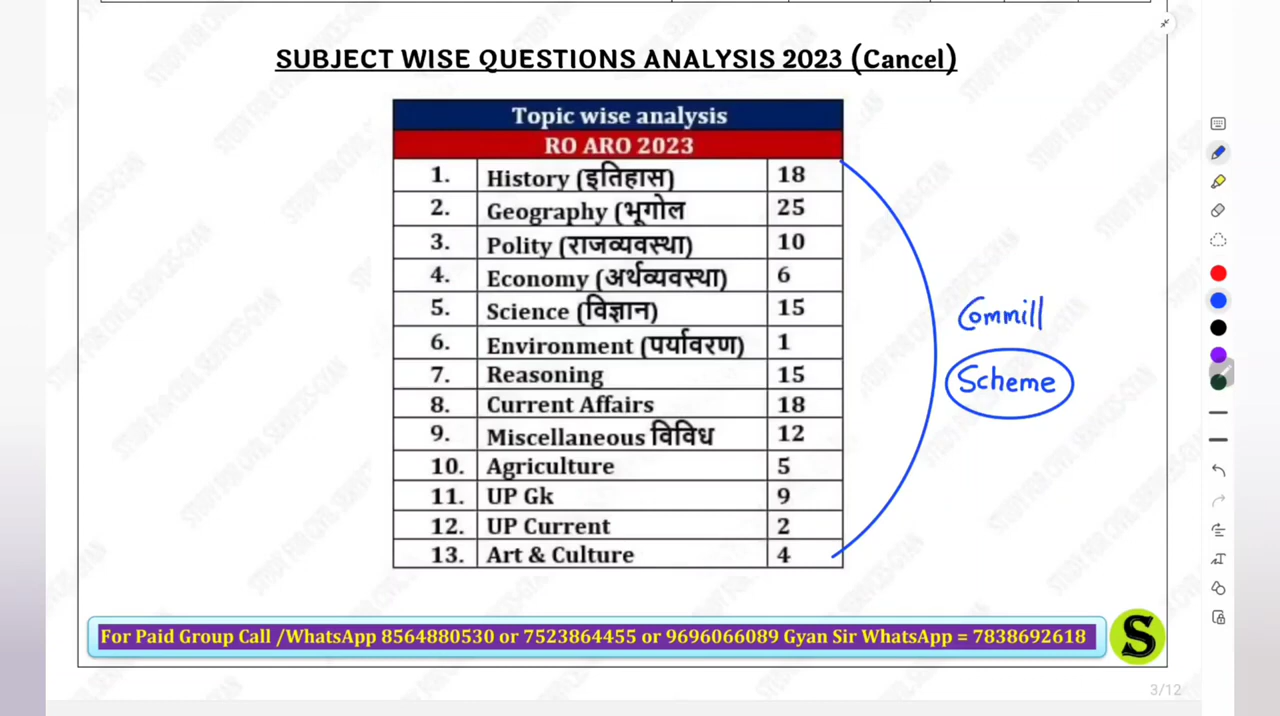 SUBJECT WISE QUESTIONS ANALYSIS 2023 (Cancel)
Topic wise analysis
RO ARO 2023
1. History (इतिहास) 18
2. Geography (भूगोल 25
3. Polity (राजव्यवस्था) 10
4. Economy (अर्थव्यवस्था) 6
5. Science (विज्ञान) 15
6. Environment (पर्यावरण) 1
7. Reasoning 15
8. Current Affairs 18
9. Miscellaneous विविध 12
10. Agriculture 5
11. UP Gk 9
12. UP Current 2
13. Art & Culture 4
Commill
Scheme
For Paid Group Call /WhatsApp 8564880530 or 7523864455 or 9696066089 Gyan Sir WhatsApp = 7838692618
S
3/12